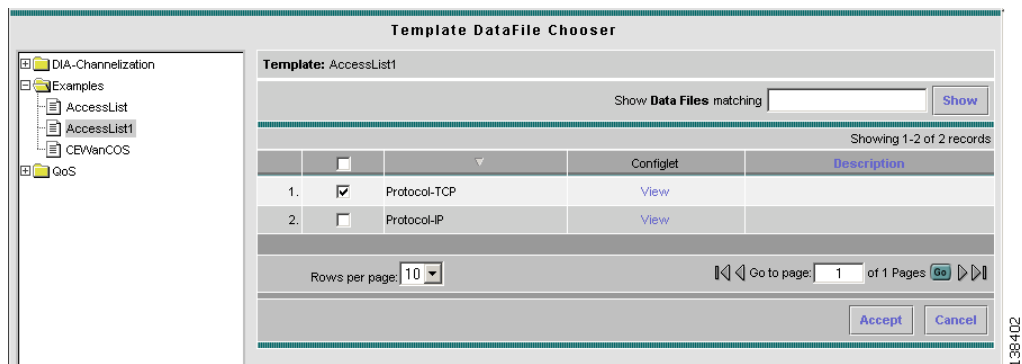 Template DataFile Chooser
DIA-Channelization
Examples
AccessList
AccessList1
CEWanCOS
QoS
Template: AccessList1
Show Data Files matching Show
Showing 1-2 of 2 records
Configlet Description
1. Protocol-TCP View
2. Protocol-IP View
Rows per page: 10 Go to page: 1 of 1 Pages Go
Accept Cancel
138402